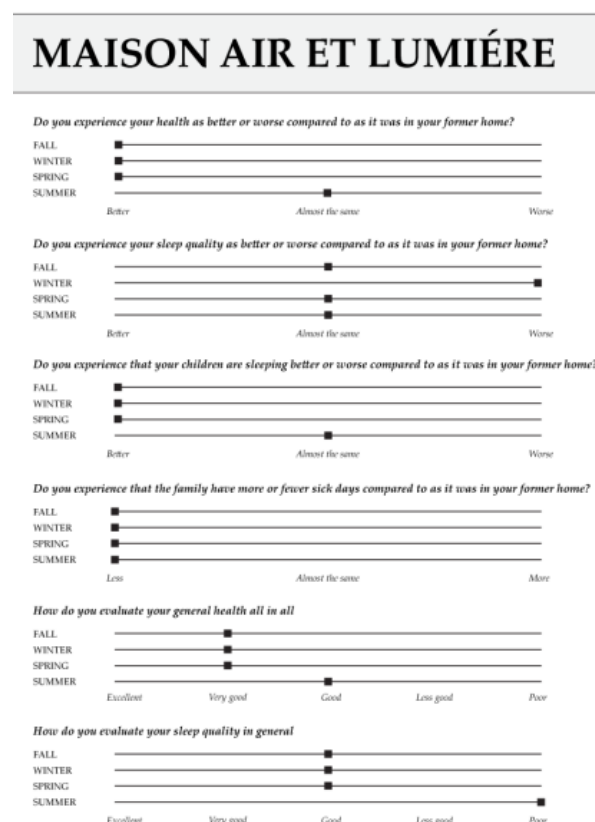 MAISON AIR ET LUMIÉRE
Do you experience your health as better or worse compared to as it was in your former home?
FALL
WINTER
SPRING
SUMMER
Better Almost the same Worse
Do you experience your sleep quality as better or worse compared to as it was in your former home?
FALL
WINTER
SPRING
SUMMER
Better Almost the same Worse
Do you experience that your children are sleeping better or worse compared to as it was in your former home?
FALL
WINTER
SPRING
SUMMER
Better Almost the same Worse
Do you experience that the family have more or fewer sick days compared to as it was in your former home?
FALL
WINTER
SPRING
SUMMER
Less Almost the same More
How do you evaluate your general health all in all
FALL
WINTER
SPRING
SUMMER
Excellent Very good Good Less good Poor
How do you evaluate your sleep quality in general
FALL
WINTER
SPRING
SUMMER
Excellent Very good Good Less good Poor